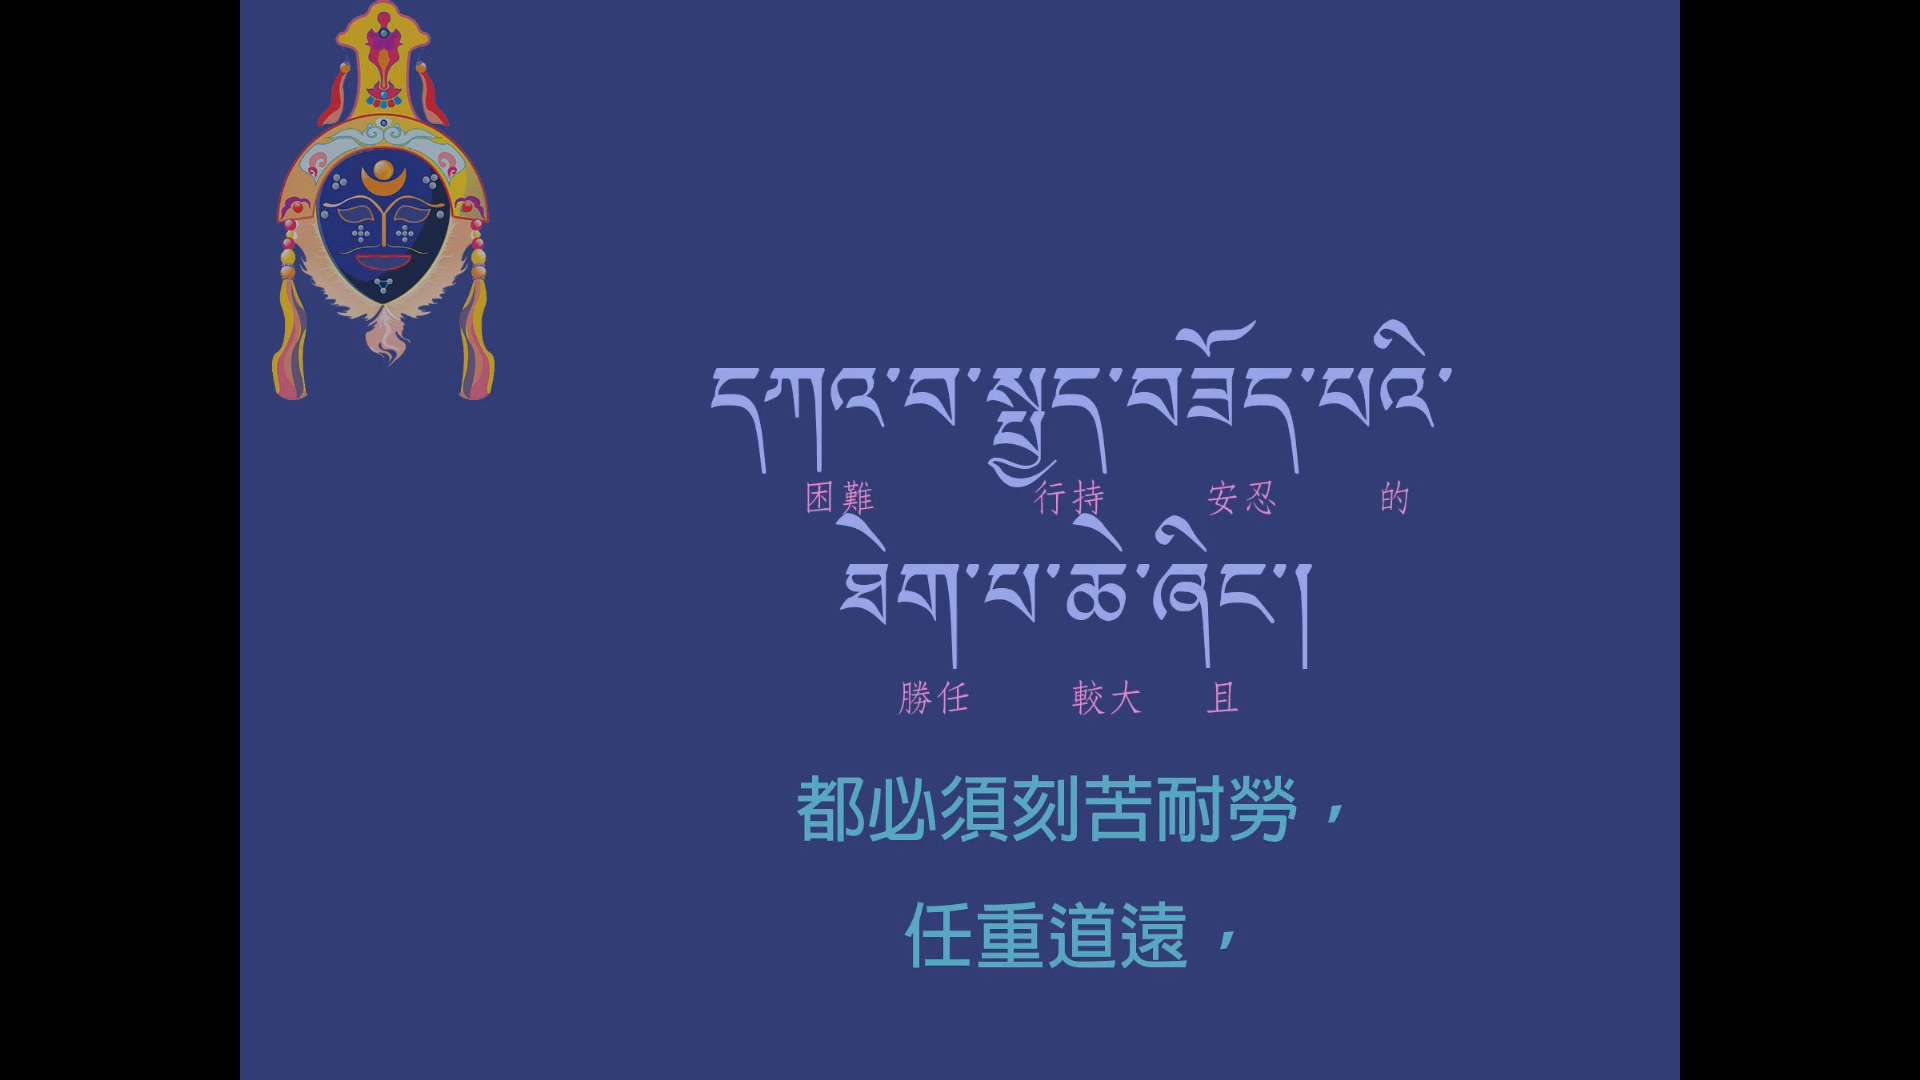 དཀའ་བ་སྤྱད་བཟོད་པའི་
困難 行持 安忍 的
ཐེག་པ་ཆེ་ཞིང་།
勝任 較大 且
都必須刻苦耐勞，
任重道遠，